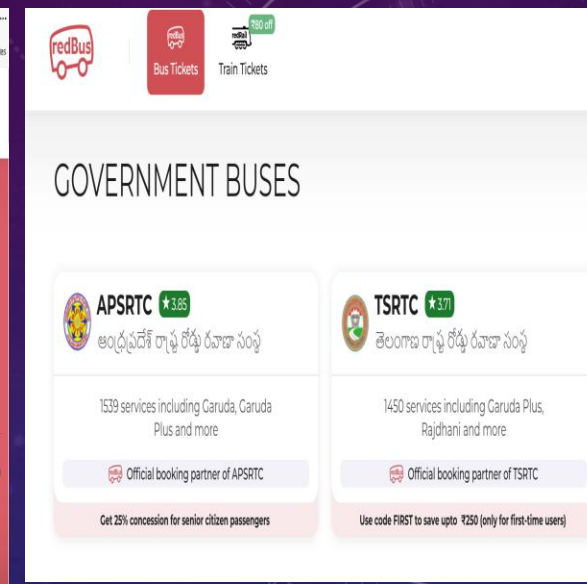 redBus
₹80 off
redBus
redRail
Bus Tickets
Train Tickets
GOVERNMENT BUSES
APSRTC ★ 3.85
ఆంధ్రప్రదేశ్ రాష్ట్ర రోడ్డు రవాణా సంస్థ
1539 services including Garuda, Garuda
Plus and more
Official booking partner of APSRTC
Get 25% concession for senior citizen passengers
TSRTC ★ 3.71
తెలంగాణ రాష్ట్ర రోడ్డు రవాణా సంస్థ
1450 services including Garuda Plus,
Rajdhani and more
Official booking partner of TSRTC
Use code FIRST to save upto ₹250 (only for first-time users)